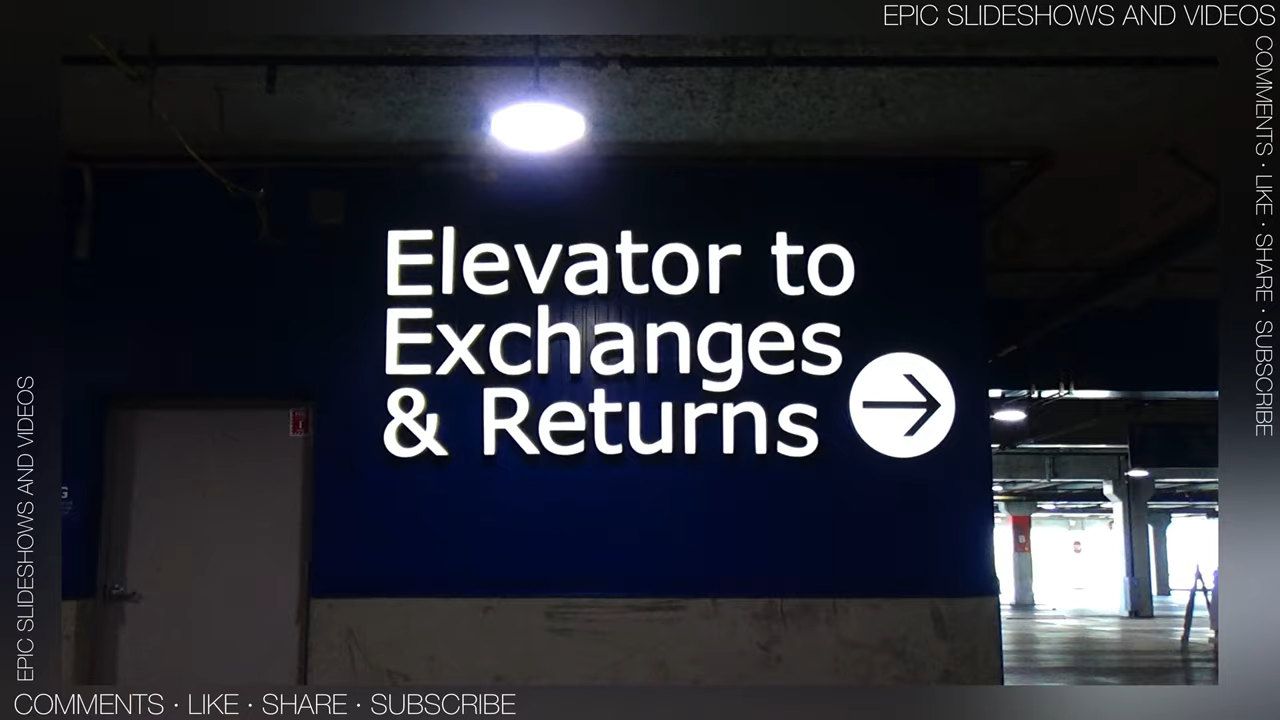 EPIC SLIDESHOWS AND VIDEOS
COMMENTS · LIKE · SHARE · SUBSCRIBE
Elevator to
Exchanges
& Returns
EPIC SLIDESHOWS AND VIDEOS
COMMENTS · LIKE · SHARE · SUBSCRIBE